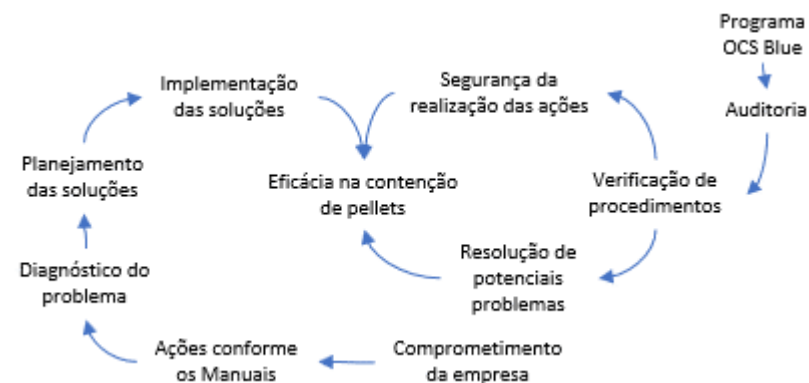 Programa
OCS Blue
Auditoria
Implementação
das soluções
Segurança da
realização das ações
Planejamento
das soluções
Eficácia na contenção
de pellets
Verificação de
procedimentos
Diagnóstico do
problema
Resolução de
potenciais
problemas
Ações conforme
os Manuais
Comprometimento
da empresa